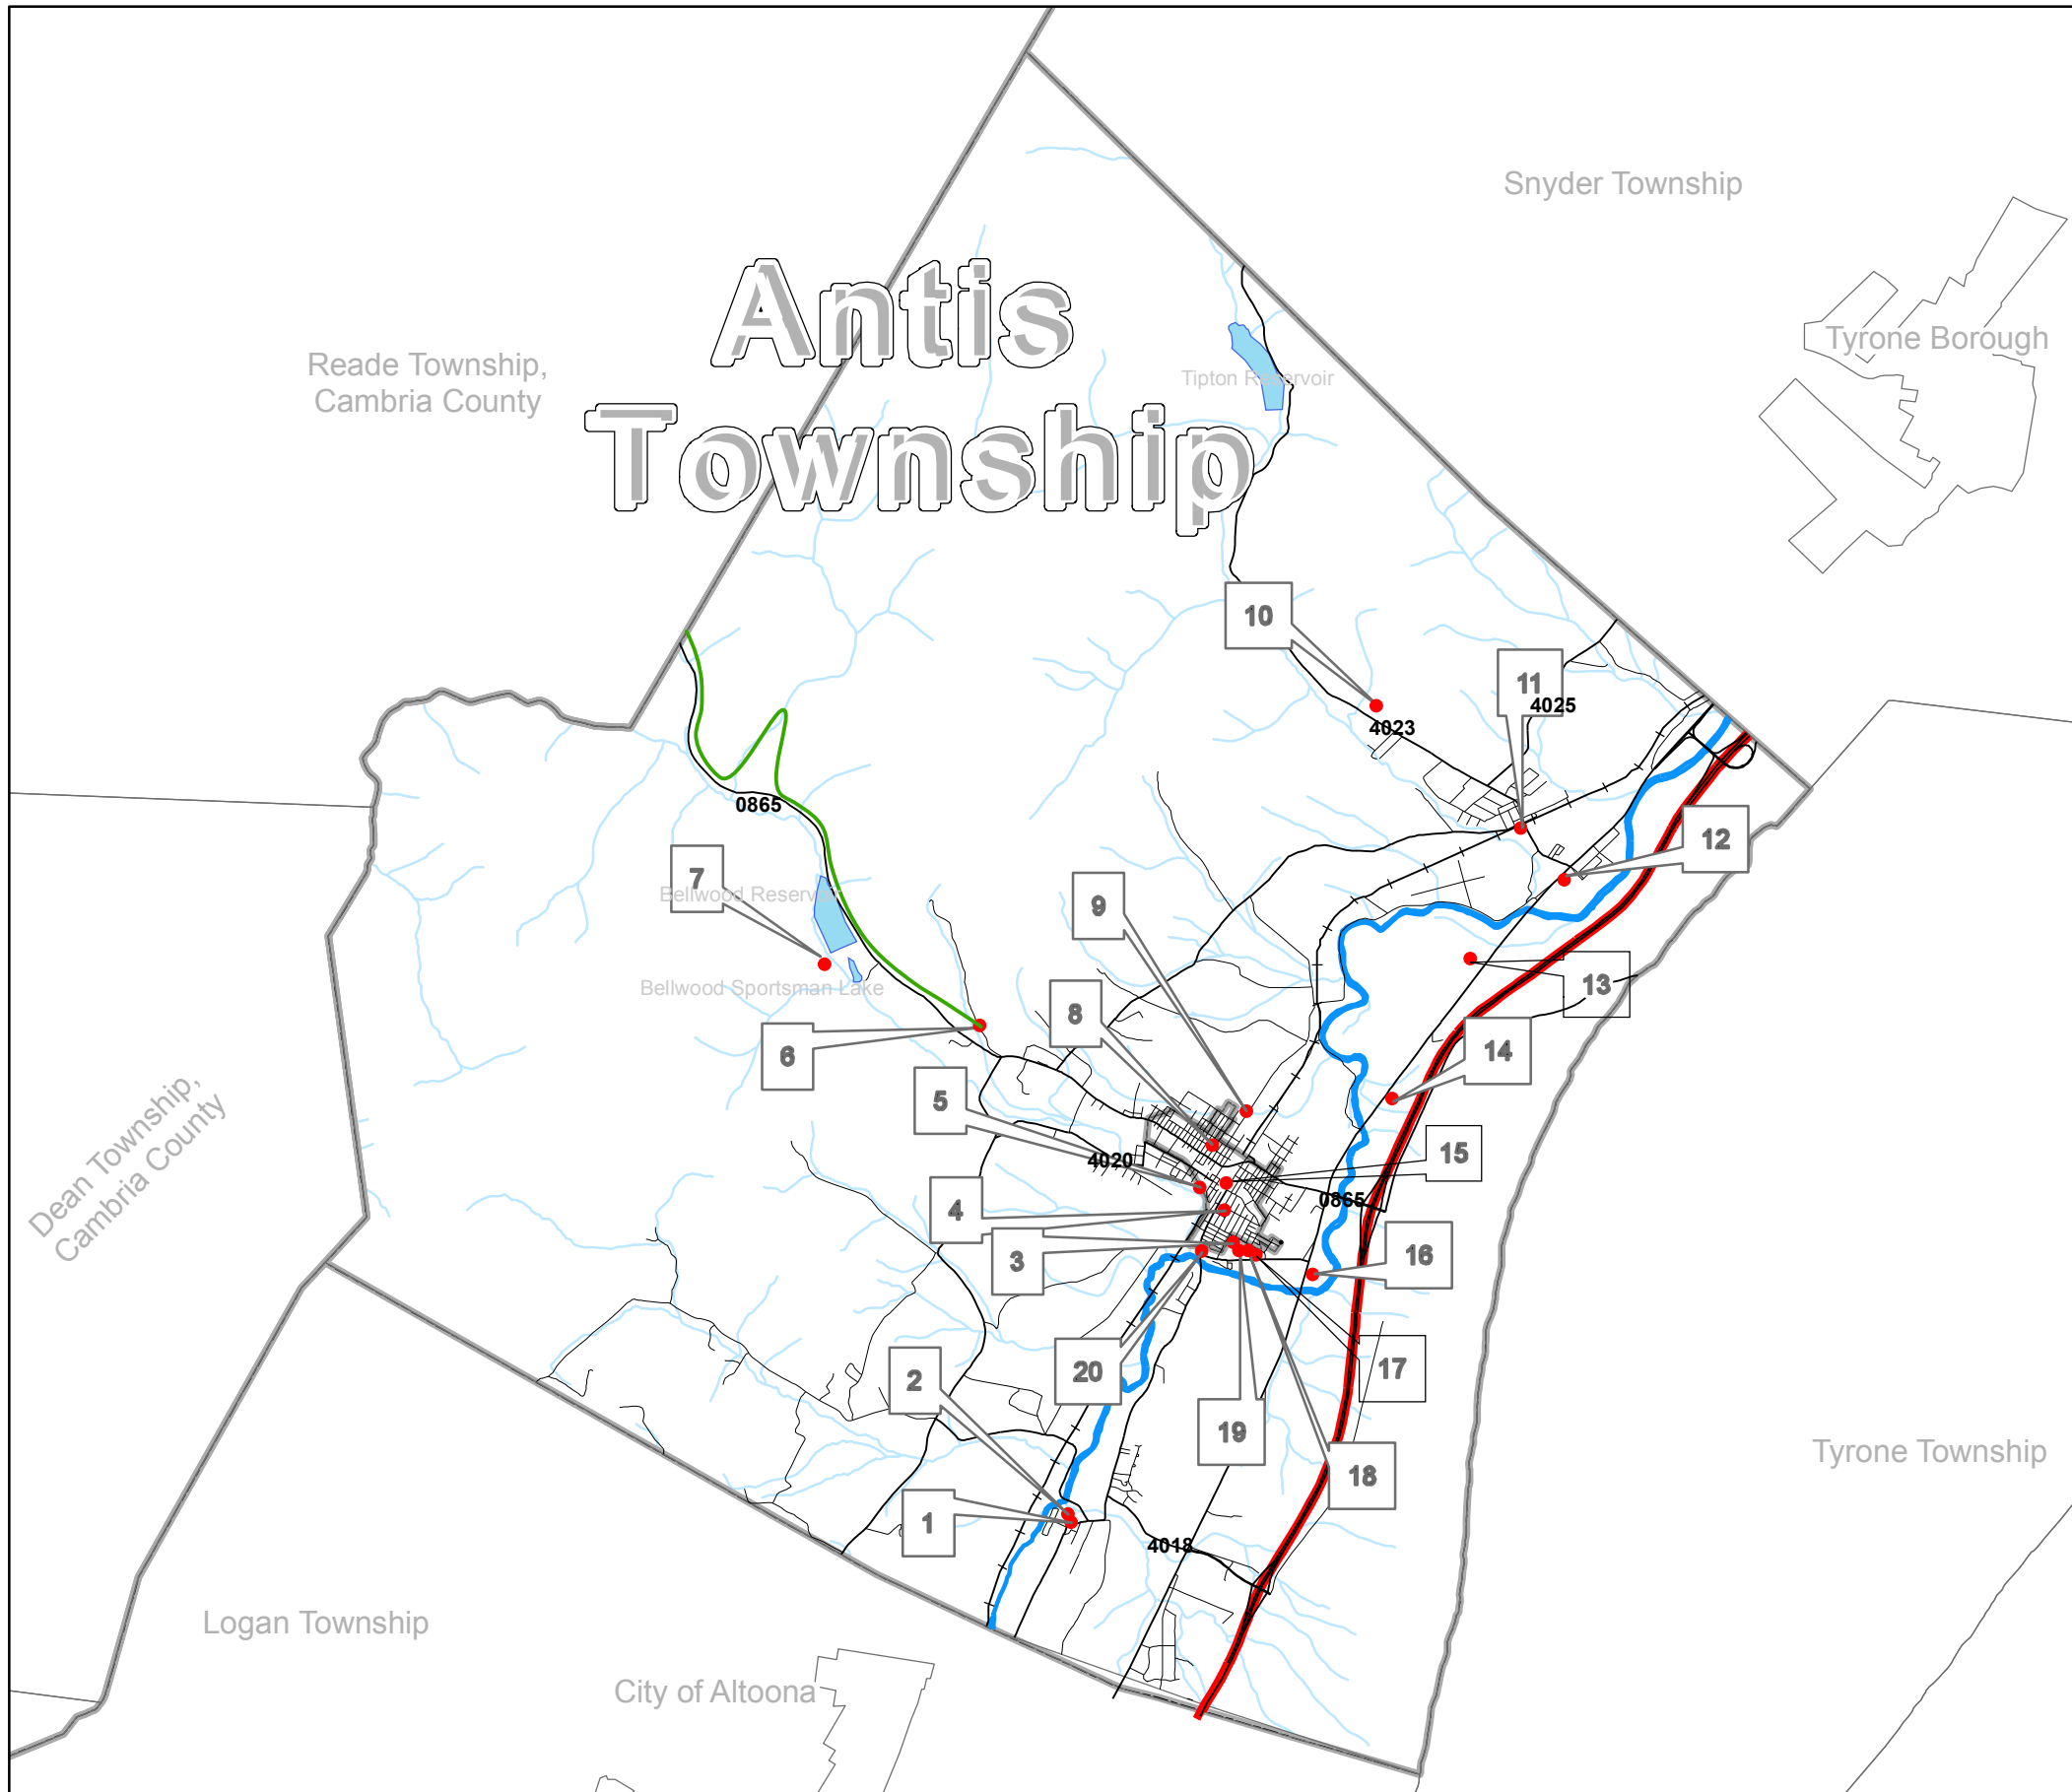 Snyder Township
Antis
Township
Tyrone Borough
Reade Township,
Cambria County
Tipton Reservoir
10
11
4025
4023
0865
12
7
Bellwood Reservoir
9
13
Bellwood Sportsman Lake
8
14
6
5
15
4020
Dean Township,
Cambria County
4
0865
3
16
17
20
2
19
18
Tyrone Township
1
4018
Logan Township
City of Altoona